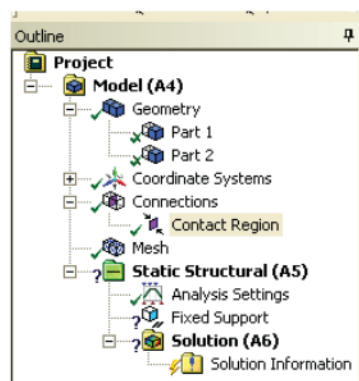 Outline
Project
Model (A4)
Geometry
Part 1
Part 2
Coordinate Systems
Connections
Contact Region
Mesh
Static Structural (A5)
Analysis Settings
Fixed Support
Solution (A6)
Solution Information